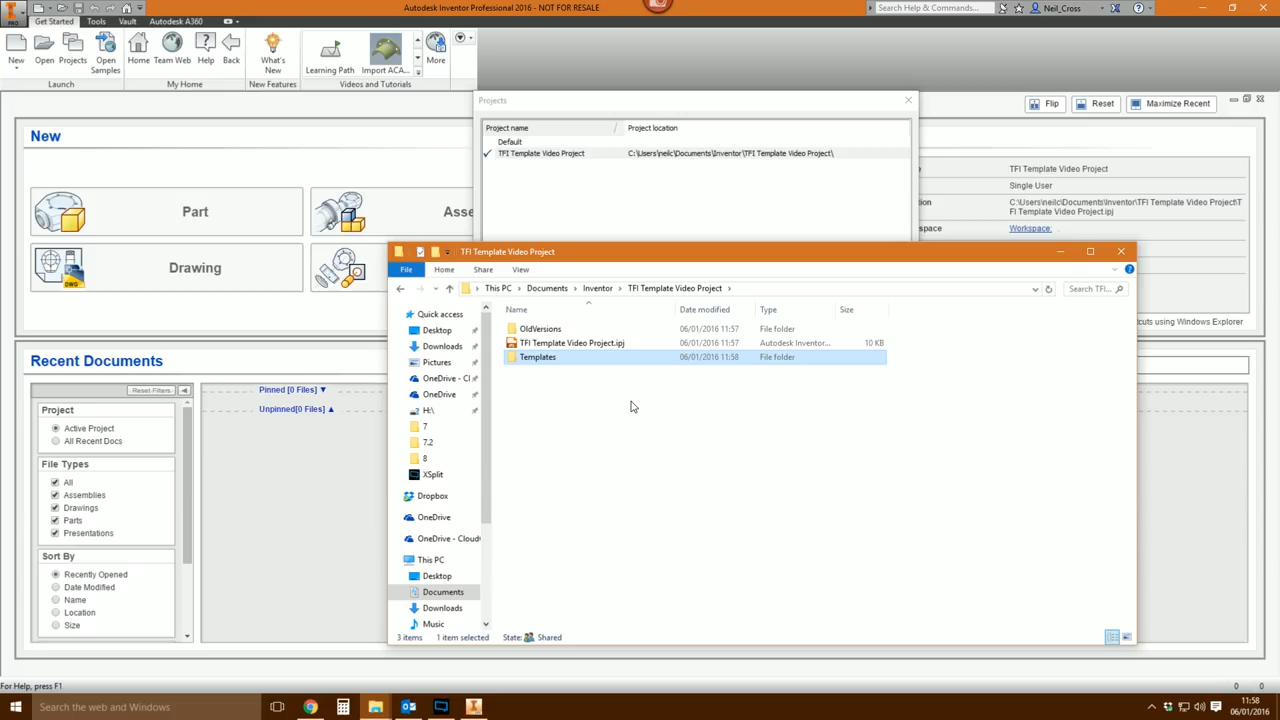 Autodesk Inventor Professional 2016 - NOT FOR RESALE
Search Help & Commands...
Neil_Cross
PRO
Get Started Tools Vault Autodesk A360
New Open Projects Open Samples Home Team Web Help Back What's New Learning Path Import ACA... More
Launch My Home New Features Videos and Tutorials
Projects
Flip Reset Maximize Recent
New
Project name Project location
Default
TFI Template Video Project C:\Users\neilc\Documents\Inventor\TFI Template Video Project\
TFI Template Video Project
Single User
C:\Users\neilc\Documents\Inventor\TFI Template Video Project\T
FI Template Video Project.ipj
Workspace: .
Part
Asse
Drawing
DWG
TFI Template Video Project
File Home Share View
This PC Documents Inventor TFI Template Video Project
Search TFI...
Name Date modified Type Size
OldVersions 06/01/2016 11:57 File folder
TFI Template Video Project.ipj 06/01/2016 11:57 Autodesk Inventor... 10 KB
Templates 06/01/2016 11:58 File folder
Quick access
Desktop
Downloads
Pictures
OneDrive - Cl
OneDrive
H:\
7
7.2
8
XSplit
Dropbox
OneDrive
OneDrive - Cloud
This PC
Desktop
Documents
Downloads
Music
3 items 1 item selected State: Shared
cuts using Windows Explorer
Recent Documents
Reset Filters
Pinned [0 Files]
Unpinned[0 Files]
Project
Active Project
All Recent Docs
File Types
All
Assemblies
Drawings
Parts
Presentations
Sort By
Recently Opened
Date Modified
Name
Location
Size
For Help, press F1
0 0
Search the web and Windows
11:58
06/01/2016